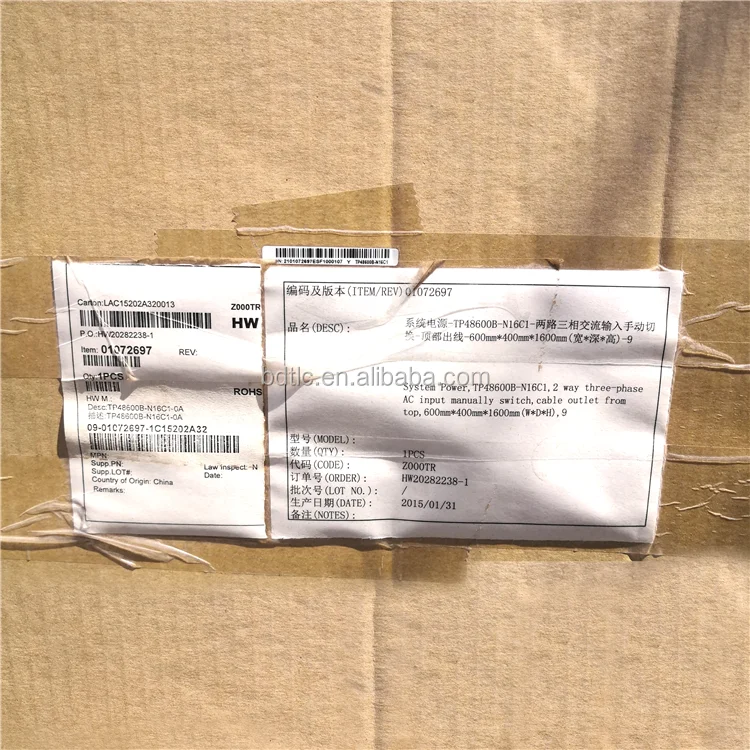 S/N: 2101072697ESF1000107 Y TP48600B-N16C1
Carton:LAC15202A320013
Z000TR
P.O.:HW20282238-1
HW
Item: 01072697 REV:
Qty:1PCS
ROHS
HW M
Desc:TP48600B-N16C1-0A
描述:TP48600B-N16C1-0A
09-01072697-1C15202A32
MPN
Supp.PN:
Supp.LOT#: Law Inspect: N
Country of Origin: China Date:
Remarks:
编码及版本(ITEM/REV)01072697
品名(DESC): 系统电源-TP48600B-N16C1-两路三相交流输入手动切
换-顶部出线-600mm*400mm*1600mm(宽*深*高)-9
System Power,TP48600B-N16C1,2 way three-phase
AC input manually switch,cable outlet from
top,600mm*400mm*1600mm(W*D*H),9
型号(MODEL):
数量(QTY): 1PCS
代码(CODE): Z000TR
订单号(ORDER): HW20282238-1
批次号(LOT NO.): /
生产日期(DATE): 2015/01/31
备注(NOTES):
bdtlc.en.alibaba.com